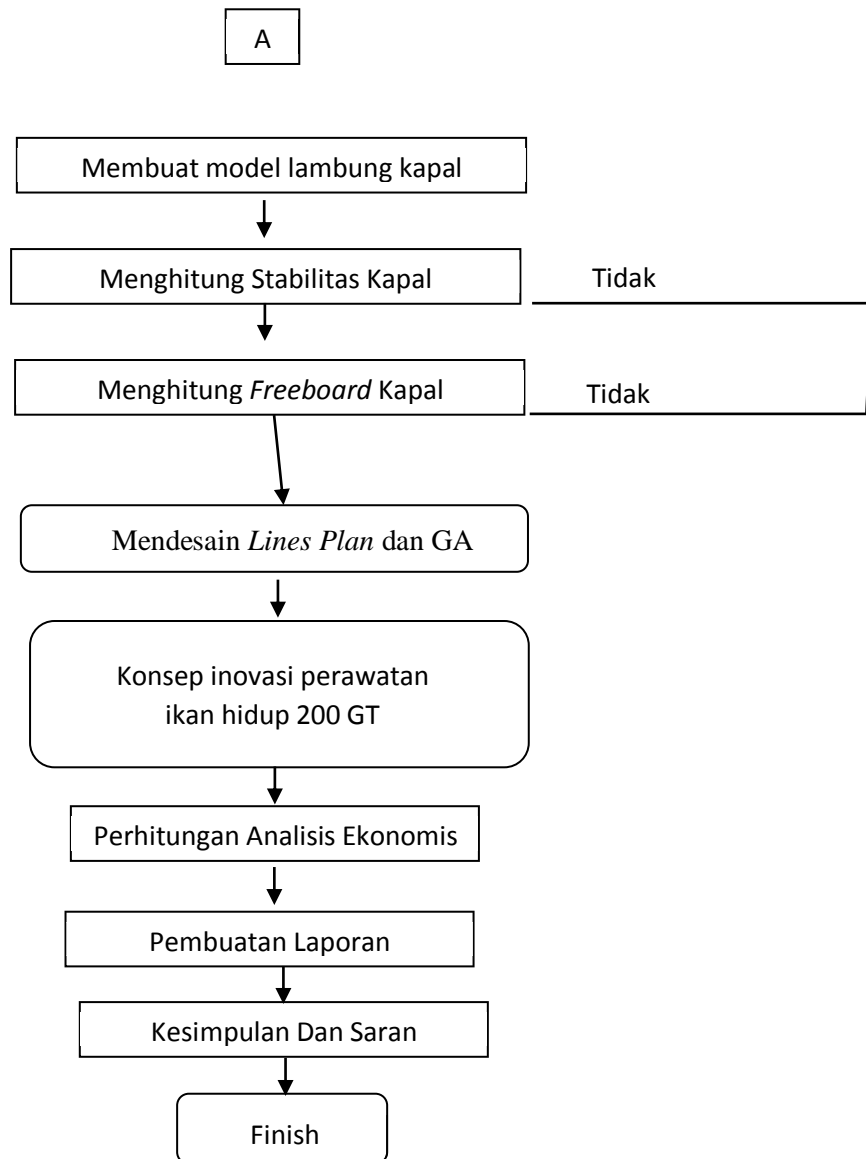 A
Membuat model lambung kapal
Menghitung Stabilitas Kapal
Tidak
Menghitung Freeboard Kapal
Tidak
Mendesain Lines Plan dan GA
Konsep inovasi perawatan
ikan hidup 200 GT
Perhitungan Analisis Ekonomis
Pembuatan Laporan
Kesimpulan Dan Saran
Finish